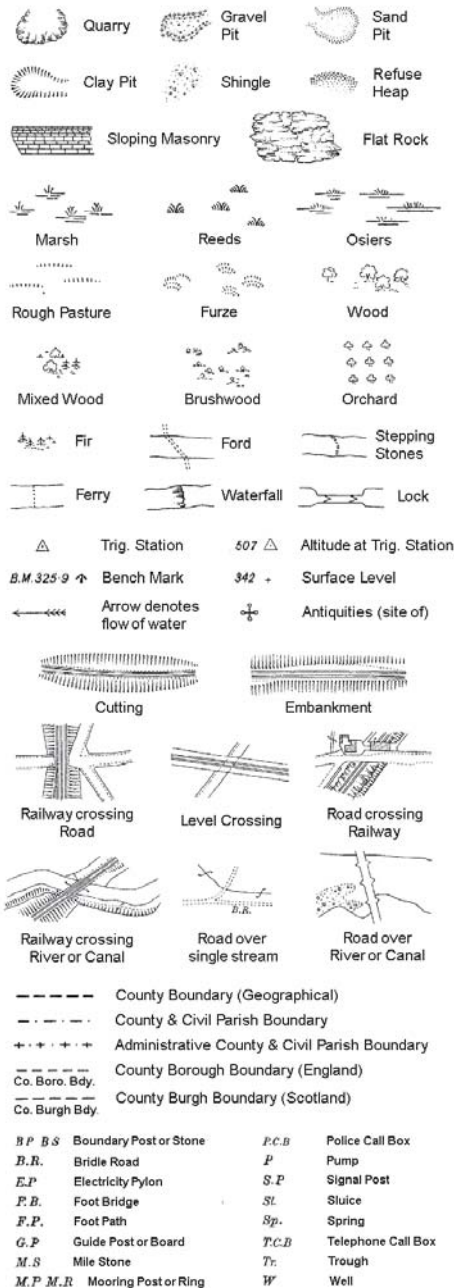 Quarry
Gravel
Pit
Sand
Pit
Clay Pit
Shingle
Refuse
Heap
Sloping Masonry
Flat Rock
Marsh
Reeds
Osiers
Rough Pasture
Furze
Wood
Mixed Wood
Brushwood
Orchard
Fir
Ford
Stepping
Stones
Ferry
Waterfall
Lock
Trig. Station
507
Altitude at Trig. Station
B.M.325·9
Bench Mark
342 +
Surface Level
Arrow denotes
flow of water
Antiquities (site of)
Cutting
Embankment
Railway crossing
Road
Level Crossing
Road crossing
Railway
B.R.
Railway crossing
River or Canal
Road over
single stream
Road over
River or Canal
County Boundary (Geographical)
County & Civil Parish Boundary
Administrative County & Civil Parish Boundary
Co. Boro. Bdy.
County Borough Boundary (England)
Co. Burgh Bdy.
County Burgh Boundary (Scotland)
B P B S Boundary Post or Stone
P.C.B Police Call Box
B.R. Bridle Road
P Pump
E.P Electricity Pylon
S.P Signal Post
F.B. Foot Bridge
Sl. Sluice
F.P. Foot Path
Sp. Spring
G.P Guide Post or Board
T.C.B Telephone Call Box
M.S Mile Stone
Tr. Trough
M.P M.R Mooring Post or Ring
W Well